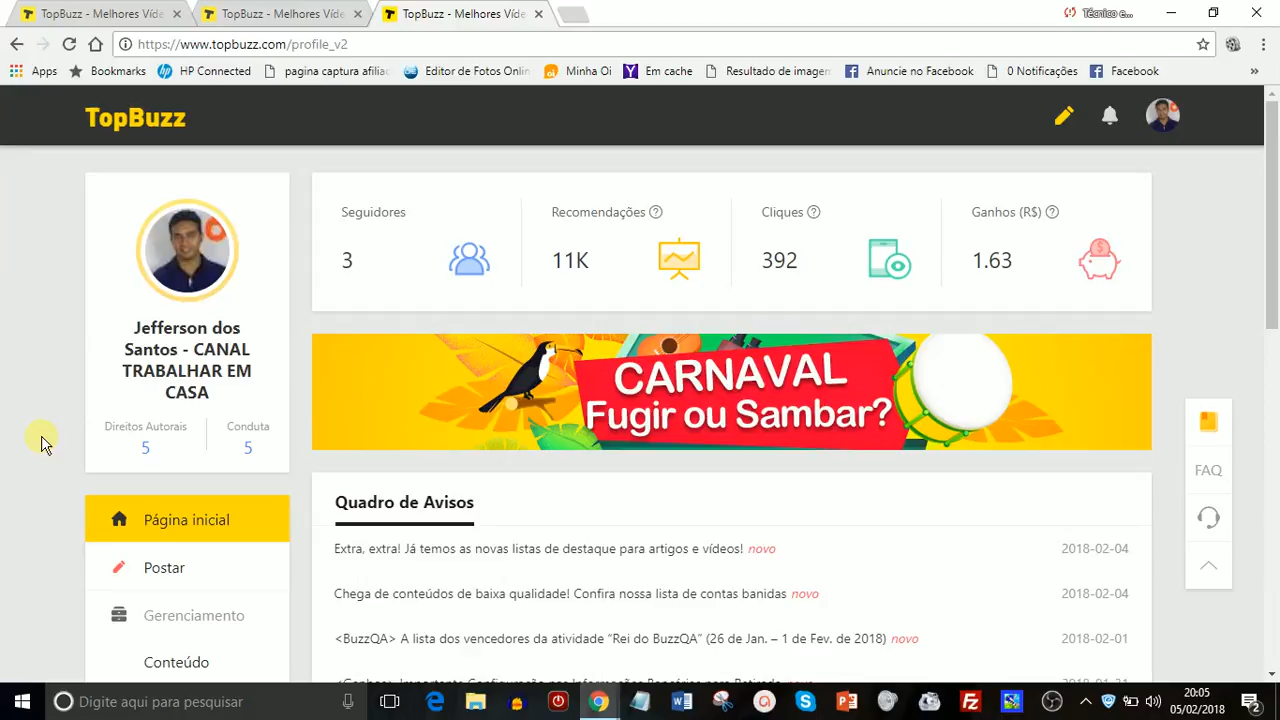 TopBuzz - Melhores Víde
TopBuzz - Melhores Víde
TopBuzz - Melhores Víde
Técnico e...
https://www.topbuzz.com/profile_v2
Apps
Bookmarks
HP Connected
pagina captura afilia
Editor de Fotos Onlin
Minha Oi
Em cache
Resultado de imagem
Anuncie no Facebook
0 Notificações
Facebook
»
TopBuzz
Jefferson dos
Santos - CANAL
TRABALHAR EM
CASA
Direitos Autorais
5
Conduta
5
Seguidores
3
Recomendações
11K
Cliques
392
Ganhos (R$)
1.63
CARNAVAL
Fugir ou Sambar?
Página inicial
Postar
Gerenciamento
Conteúdo
Quadro de Avisos
Extra, extra! Já temos as novas listas de destaque para artigos e vídeos! novo 2018-02-04
Chega de conteúdos de baixa qualidade! Confira nossa lista de contas banidas novo 2018-02-04
<BuzzQA> A lista dos vencedores da atividade “Rei do BuzzQA” (26 de Jan. – 1 de Fev. de 2018) novo 2018-02-01
FAQ
Digite aqui para pesquisar
20:05
05/02/2018
2